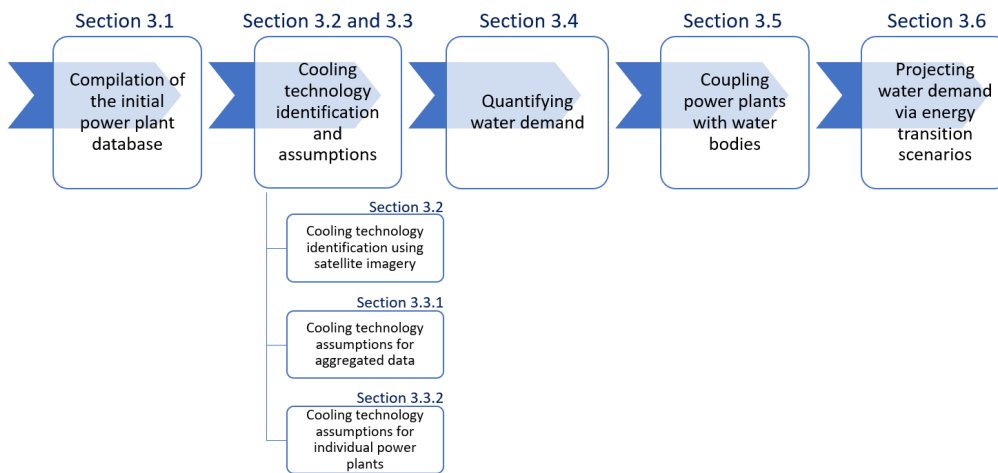 Section 3.1
Compilation of
the initial
power plant
database
Section 3.2 and 3.3
Cooling
technology
identification
and
assumptions
Section 3.2
Cooling technology
identification using
satellite imagery
Section 3.3.1
Cooling technology
assumptions for
aggregated data
Section 3.3.2
Cooling technology
assumptions for
individual power
plants
Section 3.4
Quantifying
water demand
Section 3.5
Coupling
power plants
with water
bodies
Section 3.6
Projecting
water demand
via energy
transition
scenarios